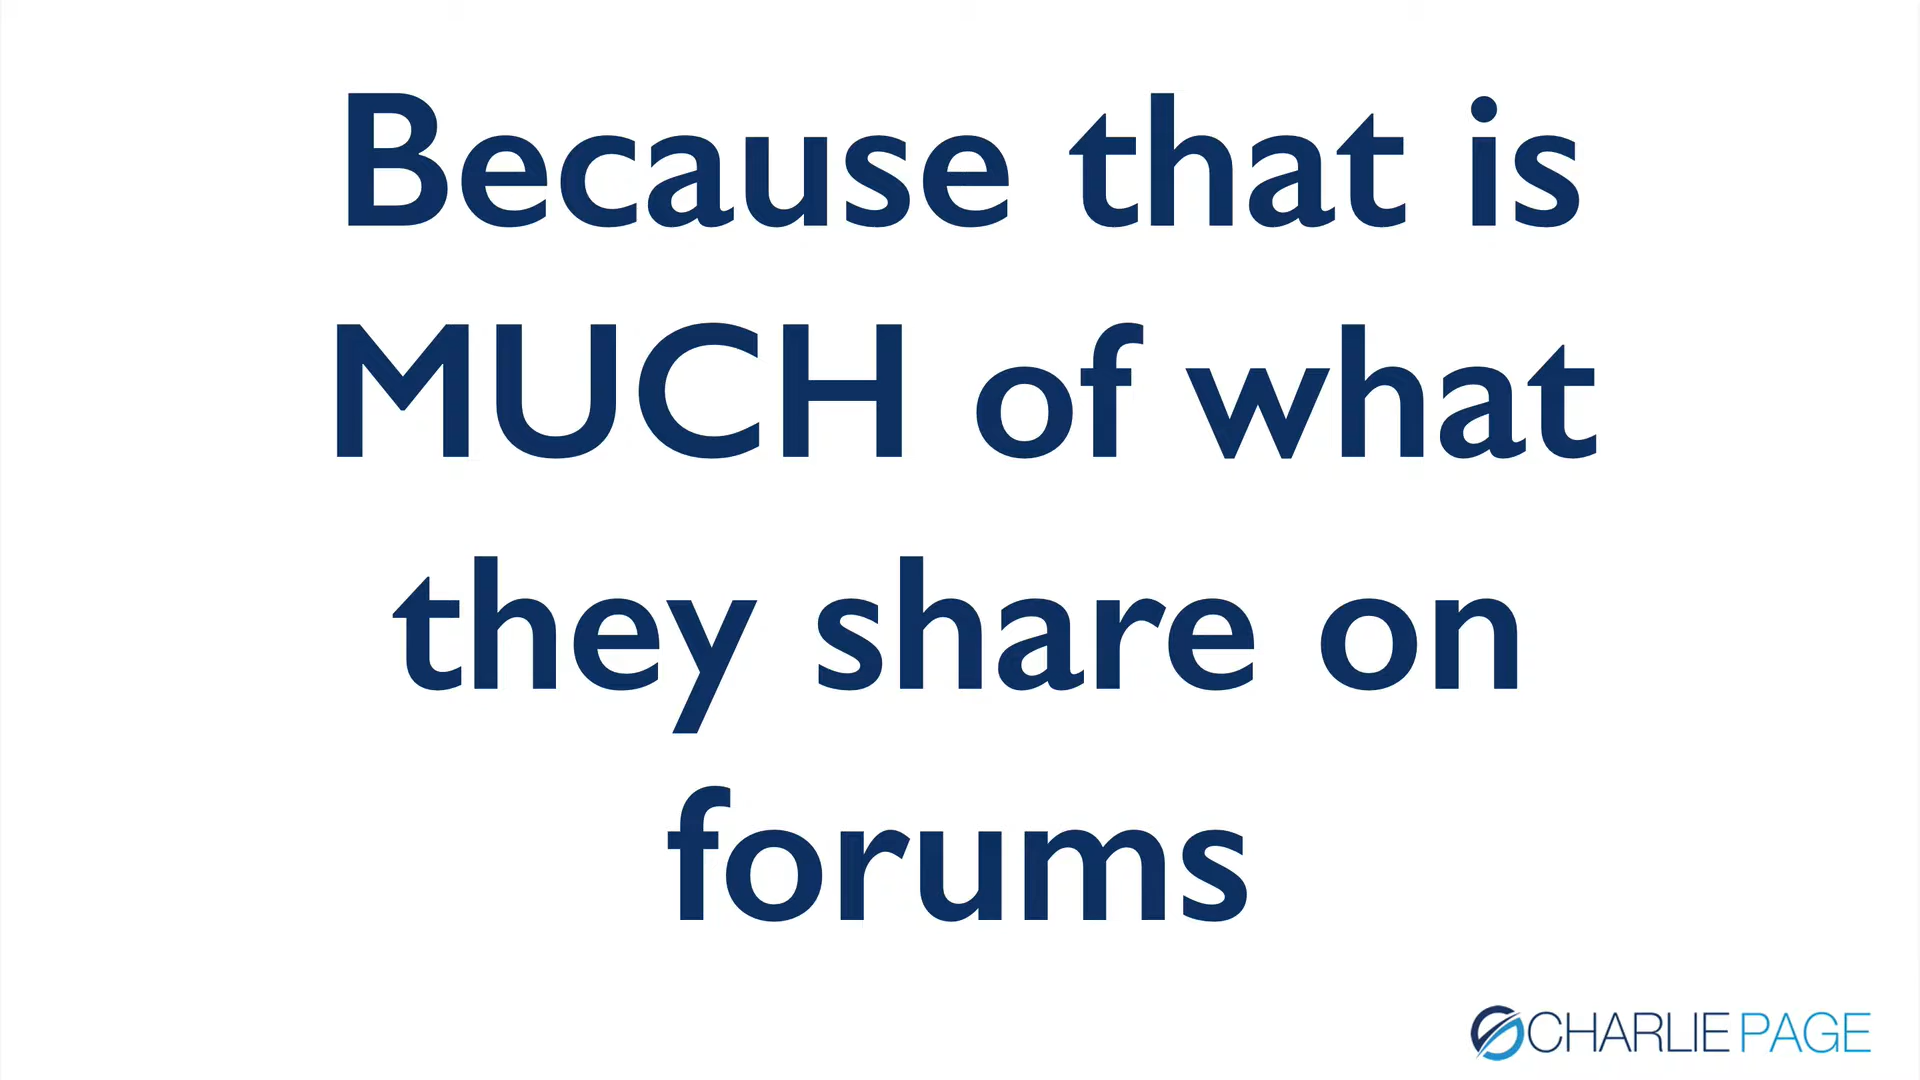 Because that is
MUCH of what
they share on
forums
CHARLIE PAGE